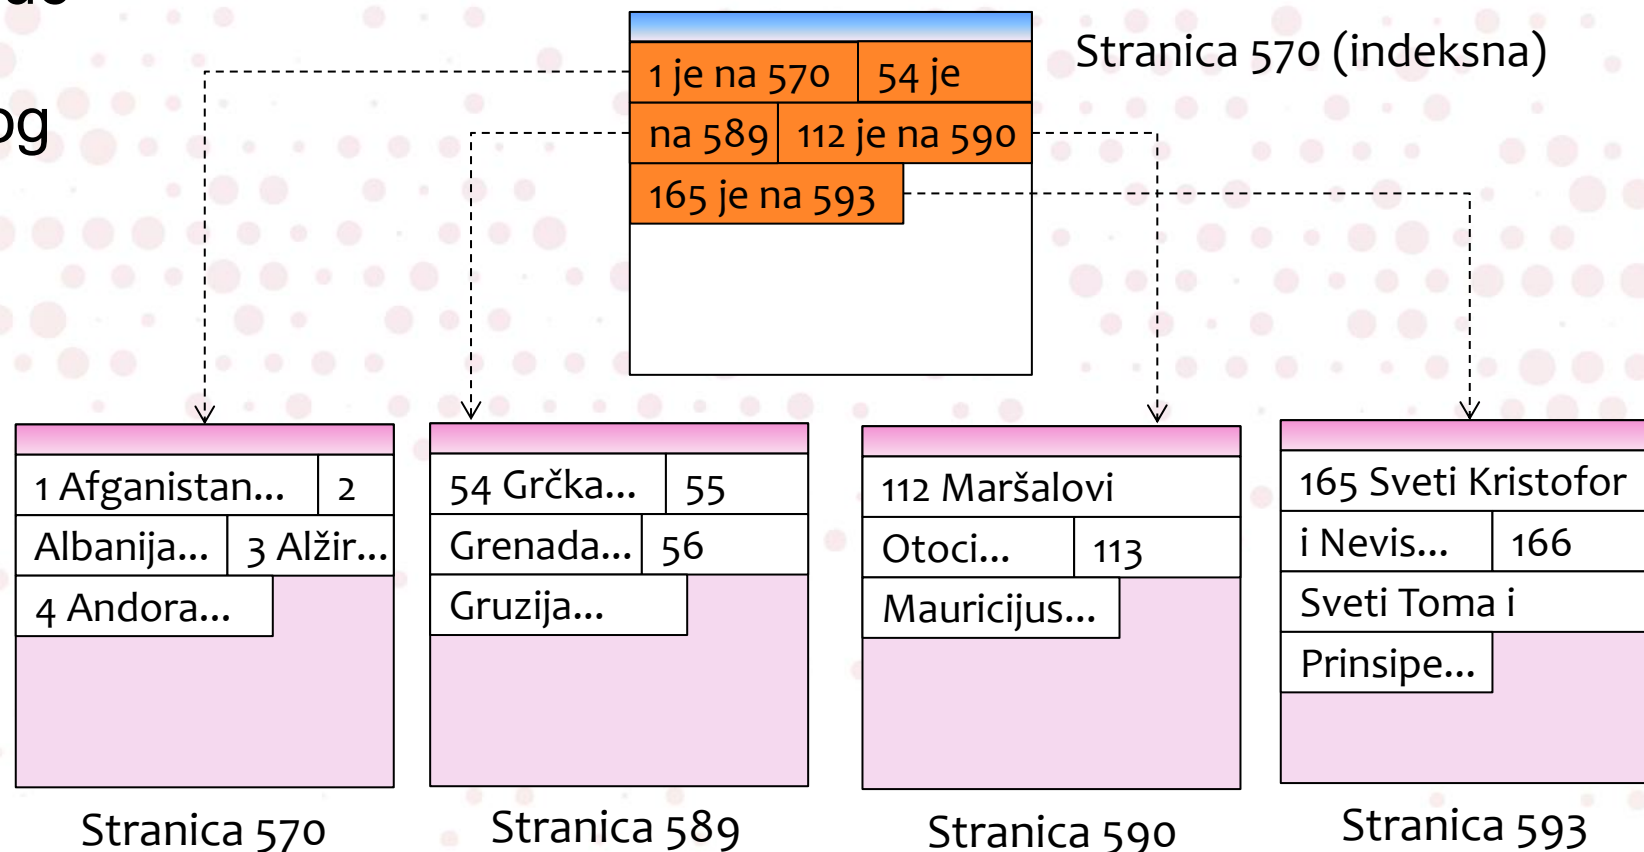 Stranica 570 (indeksna)
1 je na 570 54 je
na 589 112 je na 590
165 je na 593
1 Afganistan... 2
Albanija... 3 Alžir...
4 Andora...
Stranica 570
54 Grčka... 55
Grenada... 56
Gruzija...
Stranica 589
112 Maršalovi
Otoci... 113
Mauricijus...
Stranica 590
165 Sveti Kristofor
i Nevis... 166
Sveti Toma i
Prinsipe...
Stranica 593